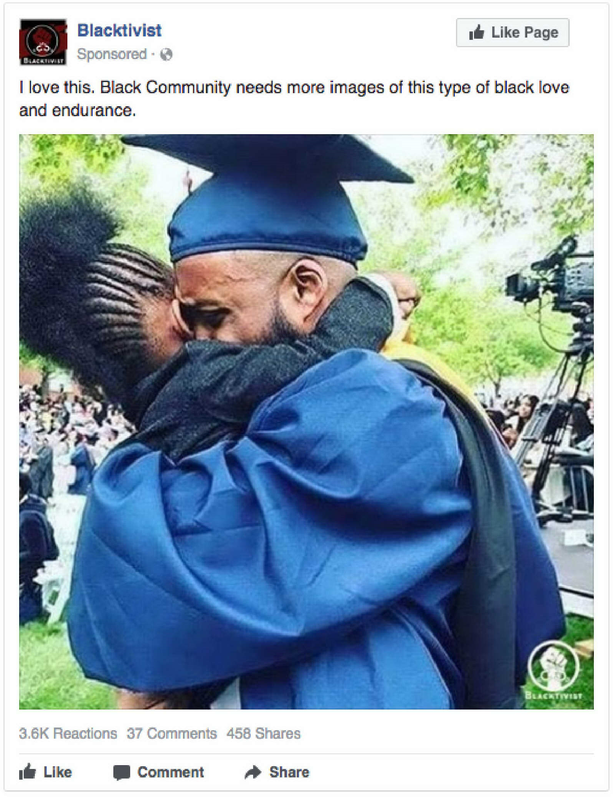 Blacktivist
Like Page
Sponsored ·
BLACKTIVIST
I love this. Black Community needs more images of this type of black love
and endurance.
BLACKTIVIST
3.6K Reactions 37 Comments 458 Shares
Like Comment Share